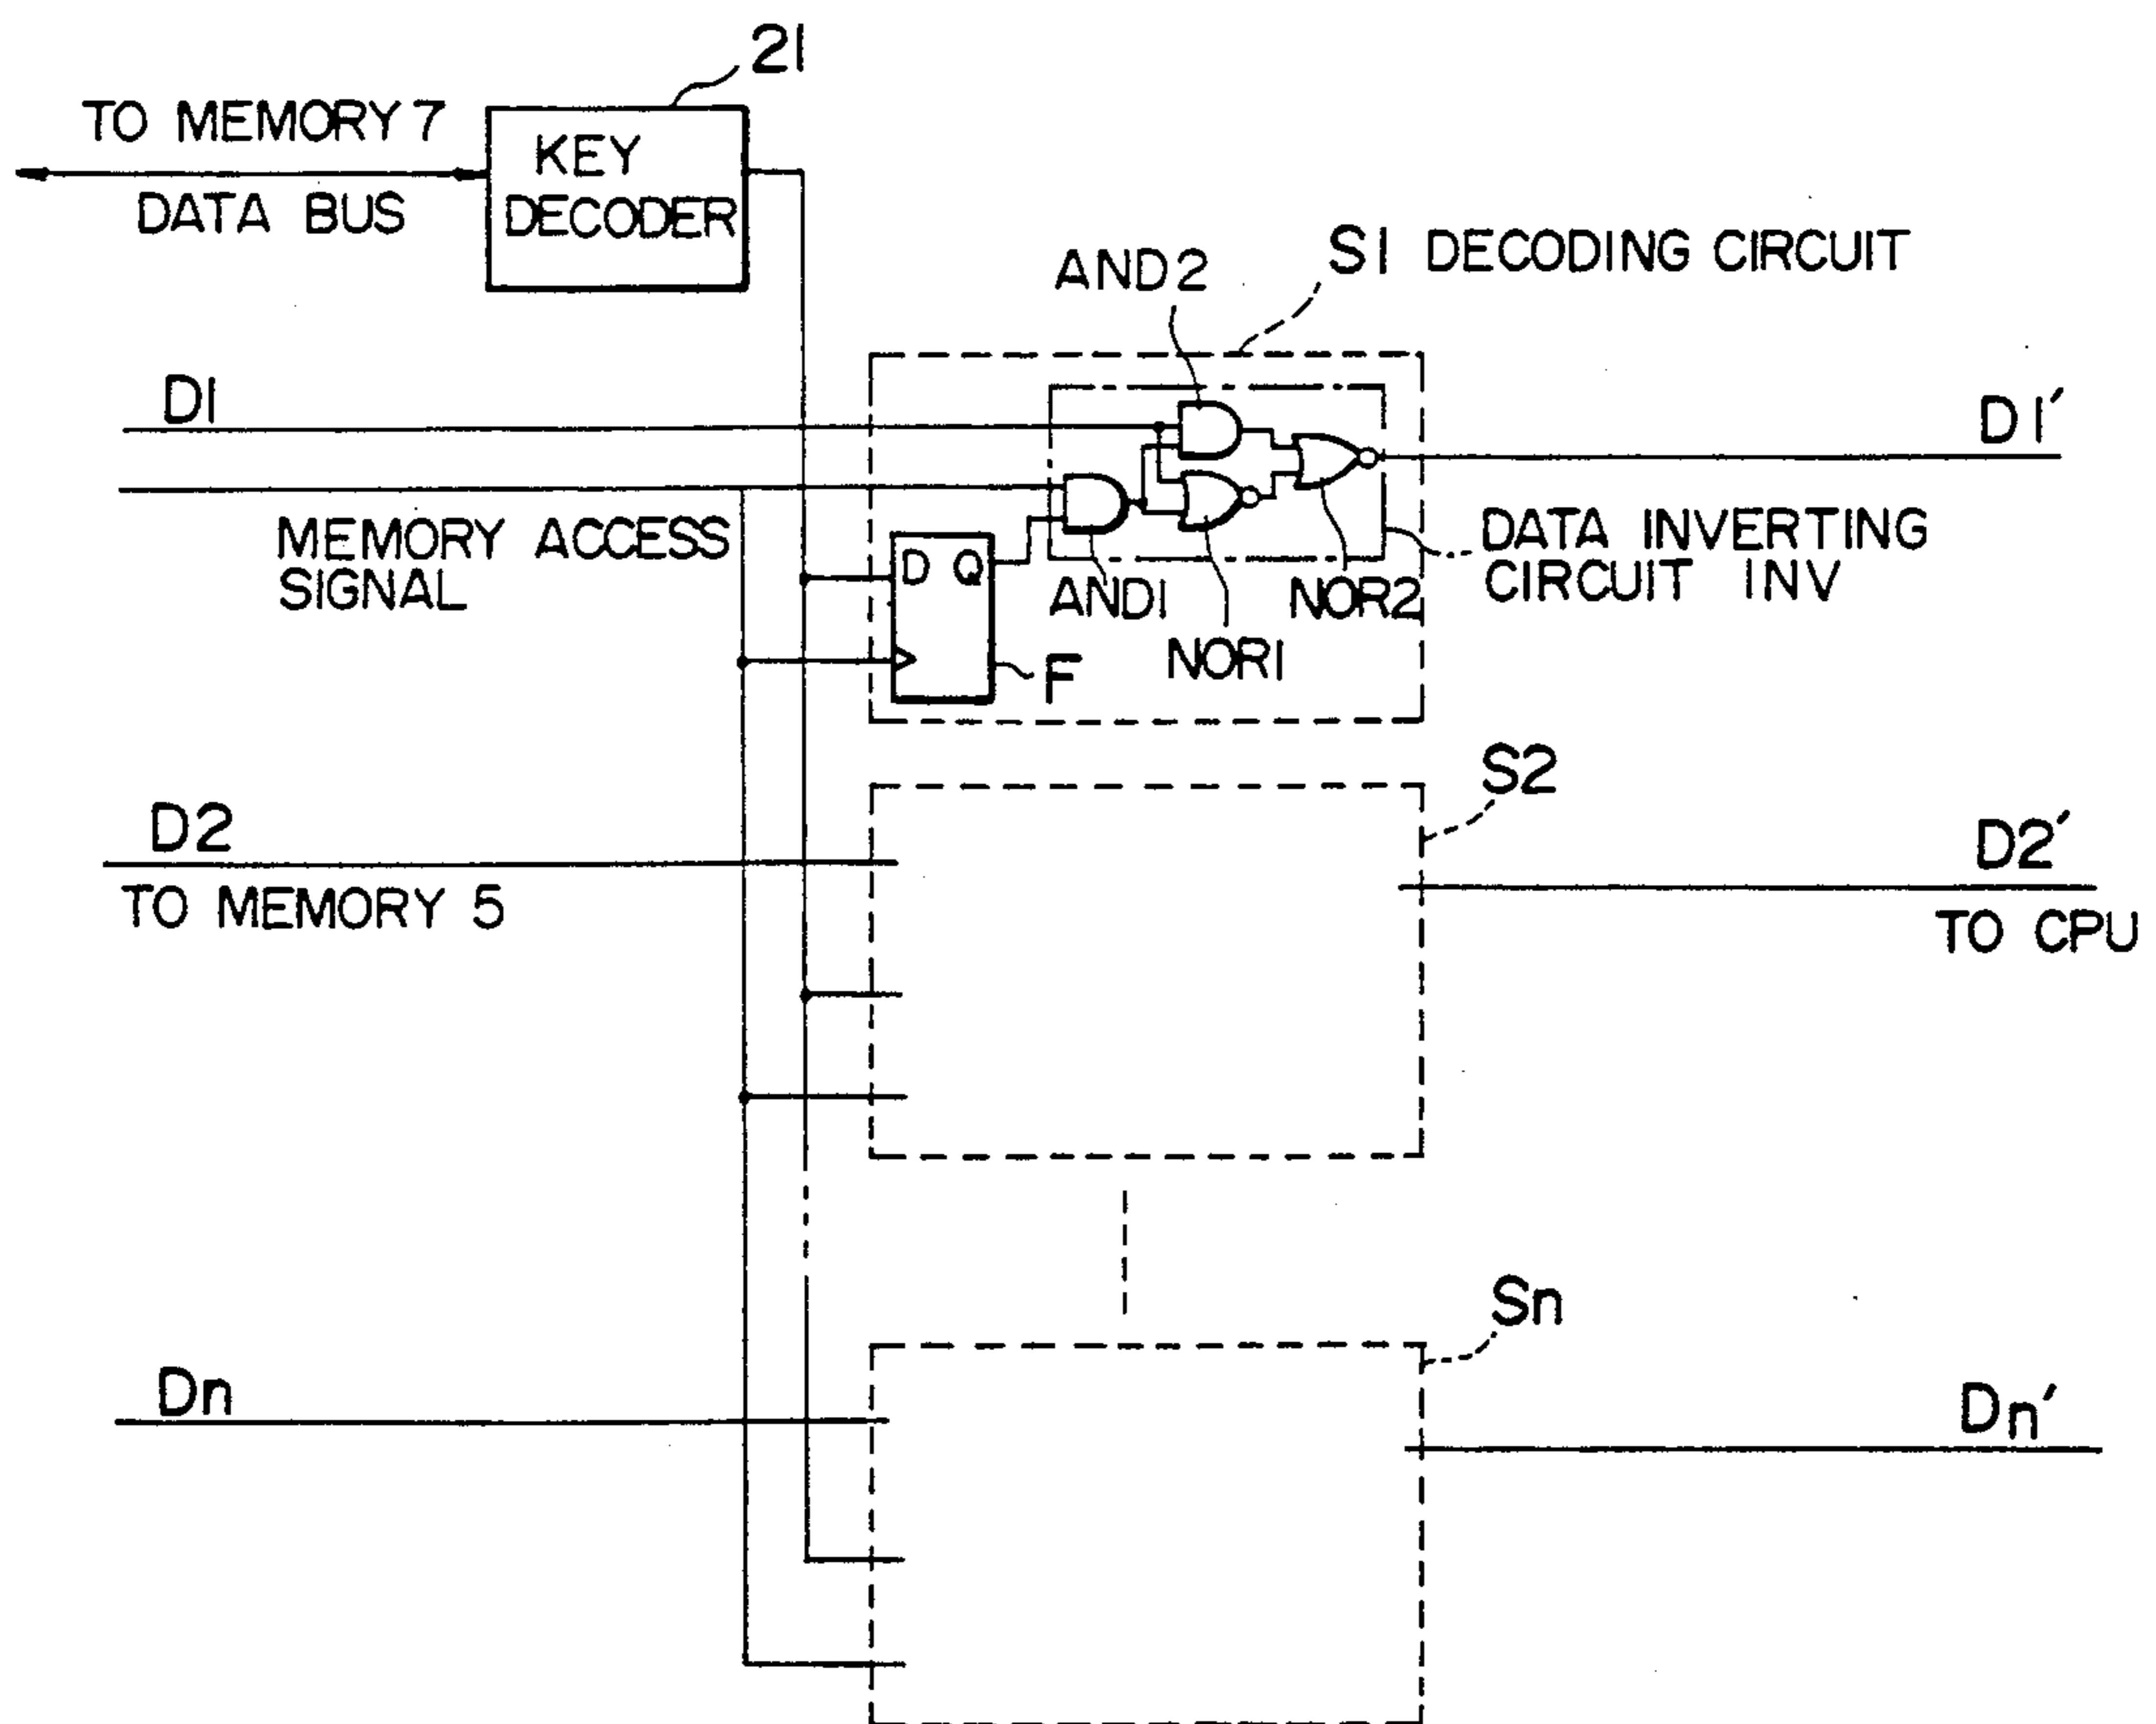 21
TO MEMORY 7
DATA BUS
KEY
DECODER
S1 DECODING CIRCUIT
AND2
D1
D1'
MEMORY ACCESS
SIGNAL
D Q
AND1
NOR1
NOR2
DATA INVERTING
CIRCUIT INV
F
S2
D2
TO MEMORY 5
D2'
TO CPU
Sn
Dn
Dn'